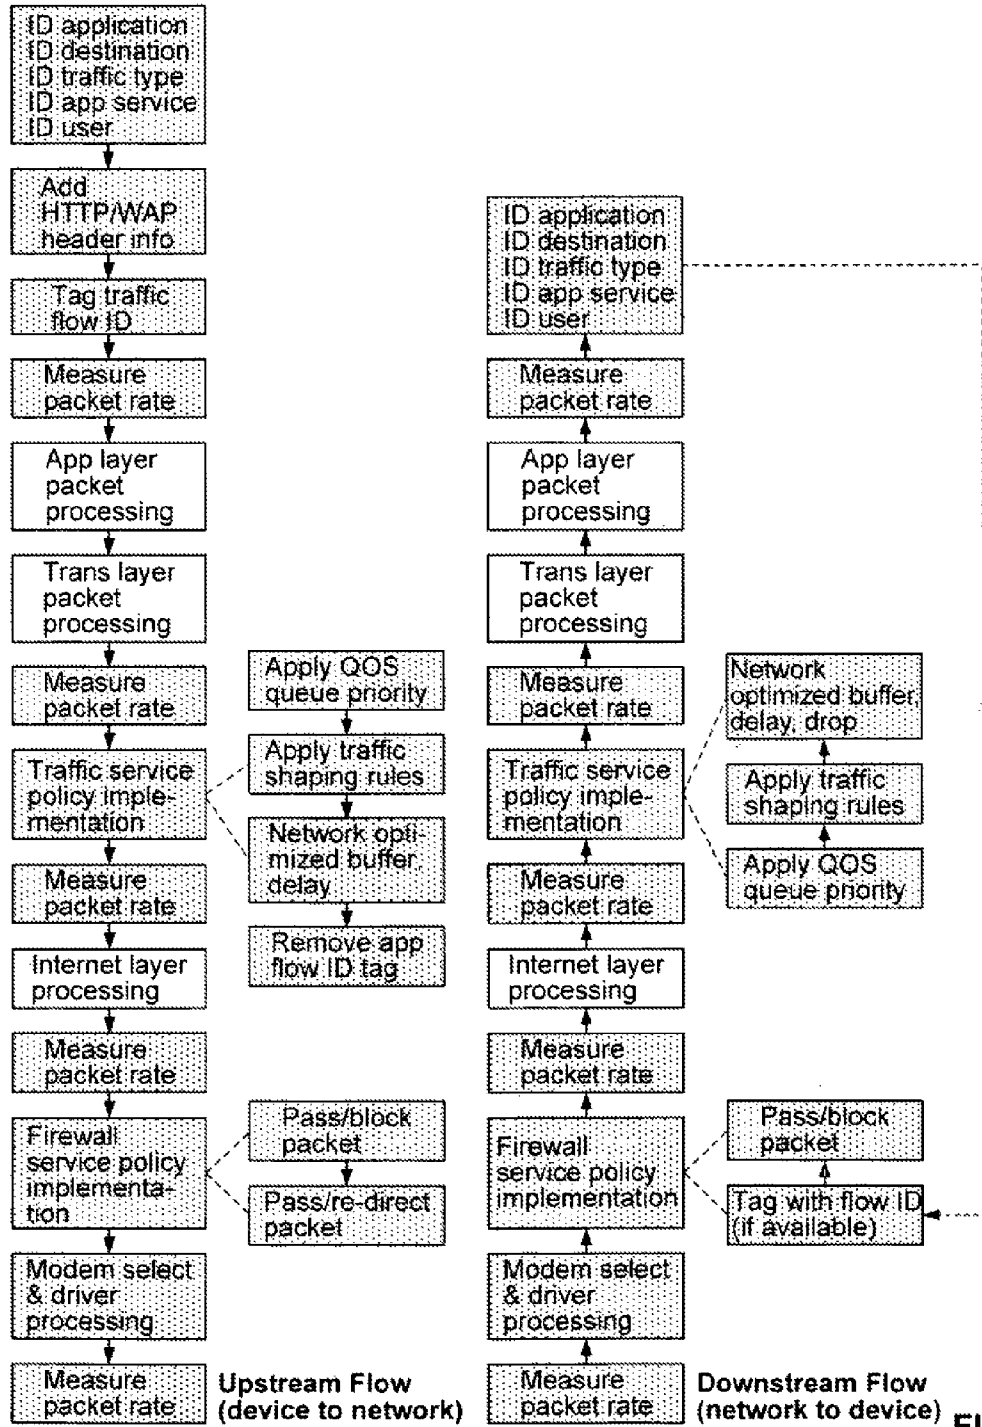 ID application
ID destination
ID traffic type
ID app service
ID user
Add
HTTP/WAP
header info
Tag traffic
flow ID
Measure
packet rate
App layer
packet
processing
Trans layer
packet
processing
Measure
packet rate
Traffic service
policy imple-
mentation
Measure
packet rate
Internet layer
processing
Measure
packet rate
Firewall
service policy
implementa-
tion
Modem select
& driver
processing
Measure
packet rate
Apply QOS
queue priority
Apply traffic
shaping rules
Network opti-
mized buffer,
delay
Remove app
flow ID tag
Pass/block
packet
Pass/re-direct
packet
Upstream Flow
(device to network)
ID application
ID destination
ID traffic type
ID app service
ID user
Measure
packet rate
App layer
packet
processing
Trans layer
packet
processing
Measure
packet rate
Traffic service
policy imple-
mentation
Measure
packet rate
Internet layer
processing
Measure
packet rate
Firewall
service policy
implementation
Modem select
& driver
processing
Measure
packet rate
Network
optimized buffer,
delay, drop
Apply traffic
shaping rules
Apply QOS
queue priority
Pass/block
packet
Tag with flow ID
(if available)
Downstream Flow
(network to device)